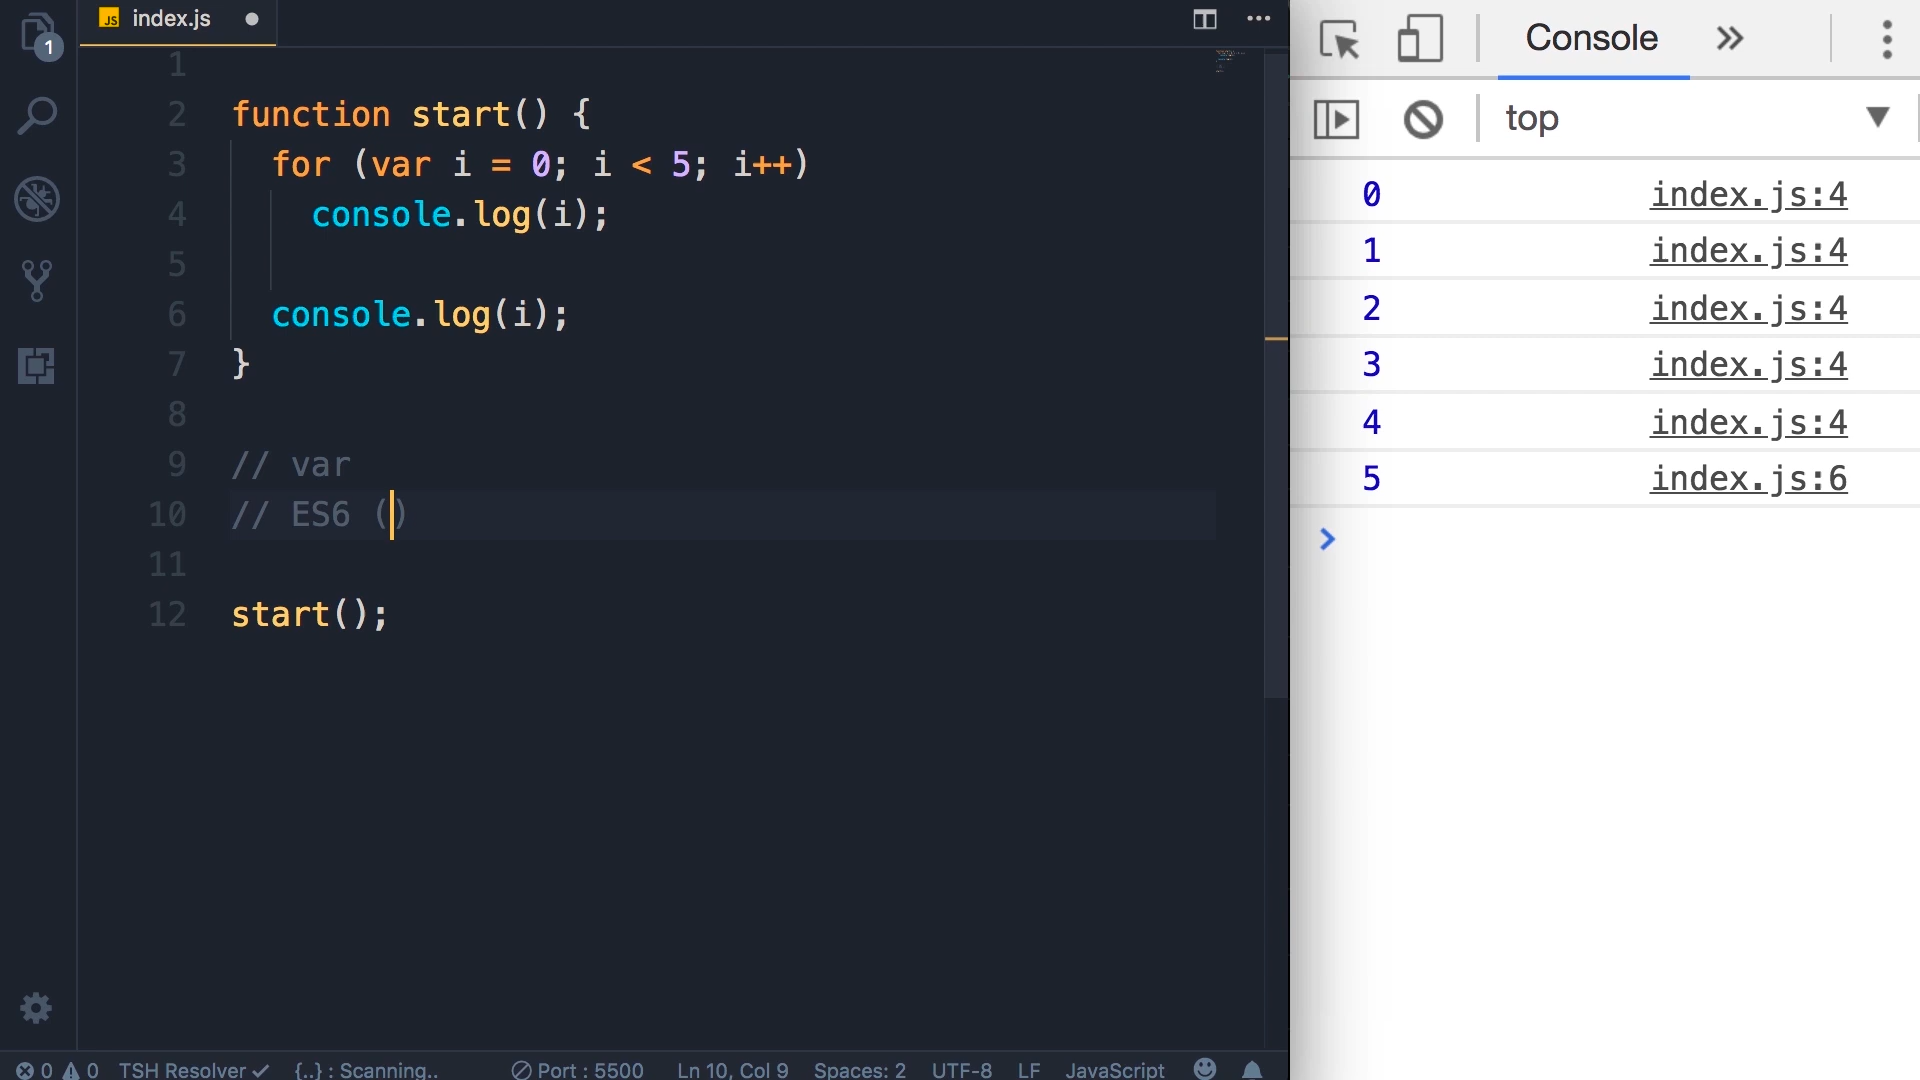 1
JS index.js
1
2 function start() {
3 for (var i = 0; i < 5; i++)
4 console.log(i);
5
6 console.log(i);
7 }
8
9 // var
10 // ES6 ()
11
12 start();
0 0 TSH Resolver {..} : Scanning.. Port : 5500 Ln 10, Col 9 Spaces: 2 UTF-8 LF JavaScript
Console
top
0 index.js:4
1 index.js:4
2 index.js:4
3 index.js:4
4 index.js:4
5 index.js:6